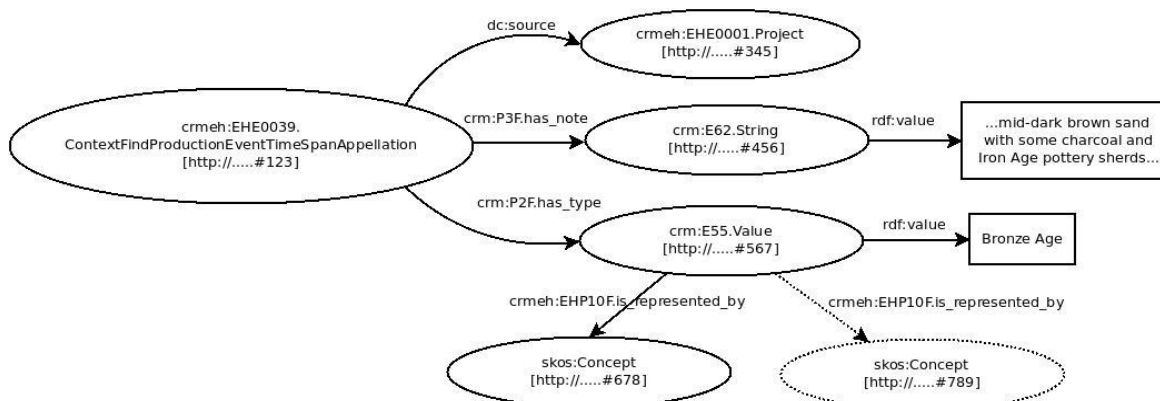 dc:source
crmeh:EHE0001.Project
[http://.....#345]
crmeh:EHE0039.
ContextFindProductionEventTimeSpanAppellation
[http://.....#123]
crm:P3F.has_note
crm:E62.String
[http://.....#456]
rdf:value
...mid-dark brown sand
with some charcoal and
Iron Age pottery sherds...
crm:P2F.has_type
crm:E55.Value
[http://.....#567]
rdf:value
Bronze Age
crmeh:EHP10F.is_represented_by
crmeh:EHP10F.is_represented_by
skos:Concept
[http://.....#678]
skos:Concept
[http://.....#789]